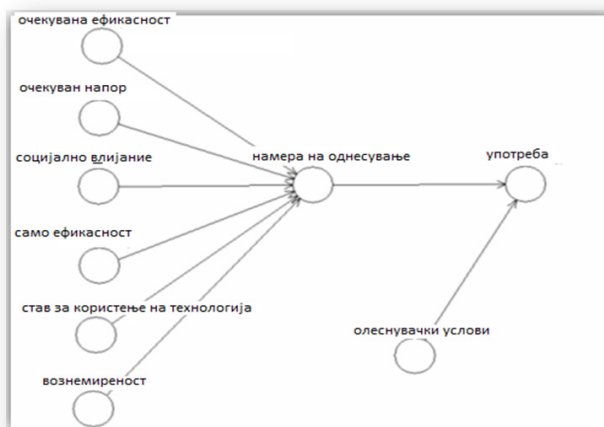 очекувана ефикасност
очекуван напор
социјално влијание
намера на однесување
употреба
само ефикасност
став за користење на технологија
олеснувачки услови
вознемиреност